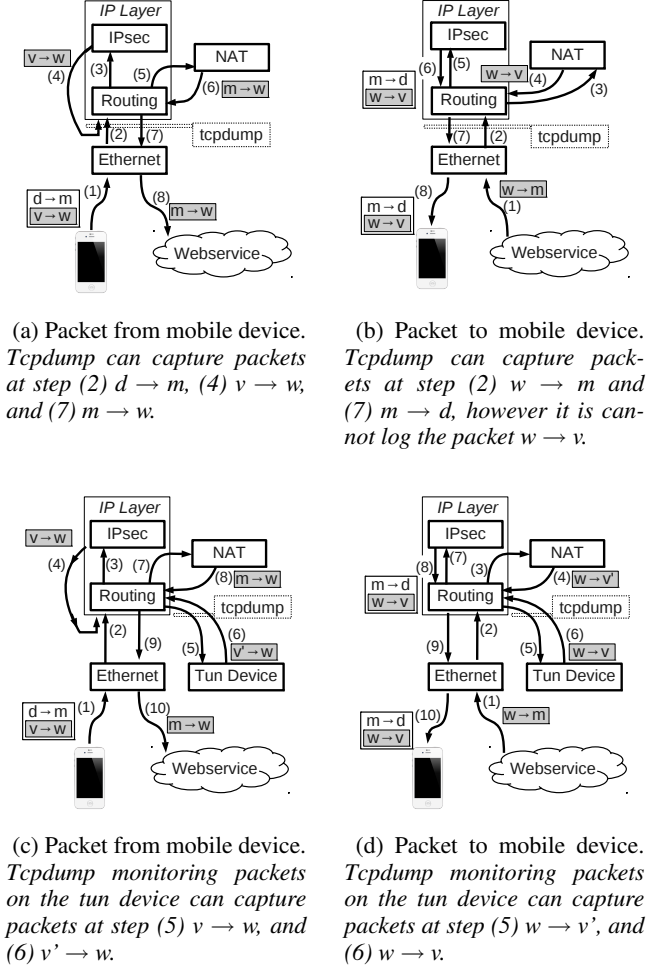 IP Layer
IPsec
v→w
(4)
(3)
(5)
NAT
(6)
m→w
Routing
(2)
(7)
tcpdump
Ethernet
(1)
d→m
v→w
(8)
m→w
Webservice
(a) Packet from mobile device.
Tcpdump can capture packets
at step (2) d → m, (4) v → w,
and (7) m → w.
IP Layer
IPsec
(6)
(5)
m→d
w→v
w→v
(4)
NAT
(3)
Routing
(7)
(2)
tcpdump
Ethernet
(8)
m→d
w→v
w→m
(1)
Webservice
(b) Packet to mobile device.
Tcpdump can capture pack-
ets at step (2) w → m and
(7) m → d, however it is can-
not log the packet w → v.
IP Layer
IPsec
v→w
(4)
(3)
(7)
NAT
(8)
m→w
Routing
tcpdump
(2)
(9)
(5)
(6)
v'→w
Ethernet
Tun Device
(1)
d→m
v→w
(10)
m→w
Webservice
(c) Packet from mobile device.
Tcpdump monitoring packets
on the tun device can capture
packets at step (5) v → w, and
(6) v' → w.
IP Layer
IPsec
(8)
(7)
(3)
NAT
m→d
w→v
(4)
w→v'
Routing
tcpdump
(9)
(2)
(5)
(6)
w→v
Ethernet
Tun Device
(10)
m→d
w→v
(1)
w→m
Webservice
(d) Packet to mobile device.
Tcpdump monitoring packets
on the tun device can capture
packets at step (5) w → v', and
(6) w → v.